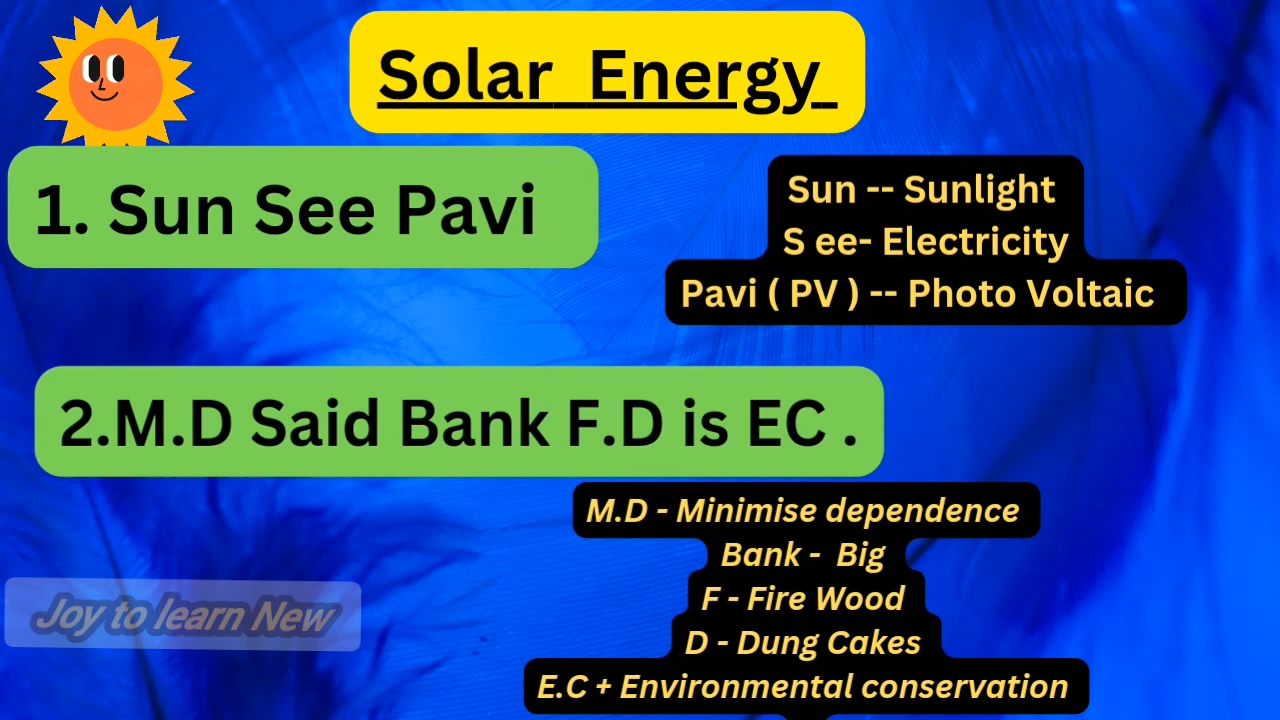 Solar Energy
1. Sun See Pavi
Sun -- Sunlight
S ee- Electricity
Pavi ( PV ) -- Photo Voltaic
2.M.D Said Bank F.D is EC .
M.D - Minimise dependence
Bank - Big
F - Fire Wood
D - Dung Cakes
E.C + Environmental conservation
Joy to learn New